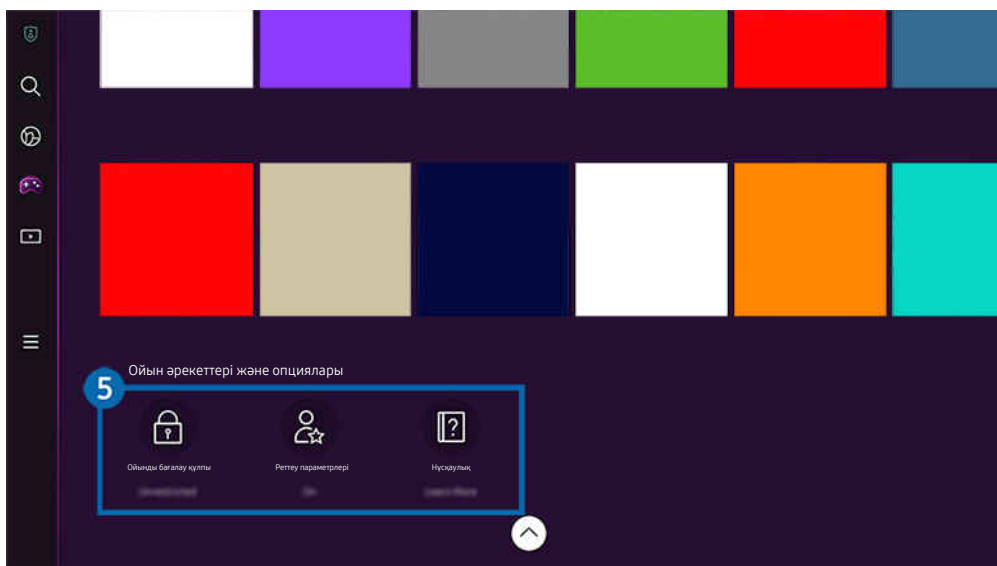 Ойын әрекеттері және опциялары
5
Ойынды бағалау құлпы
Реттеу параметрлері
Нұсқаулық